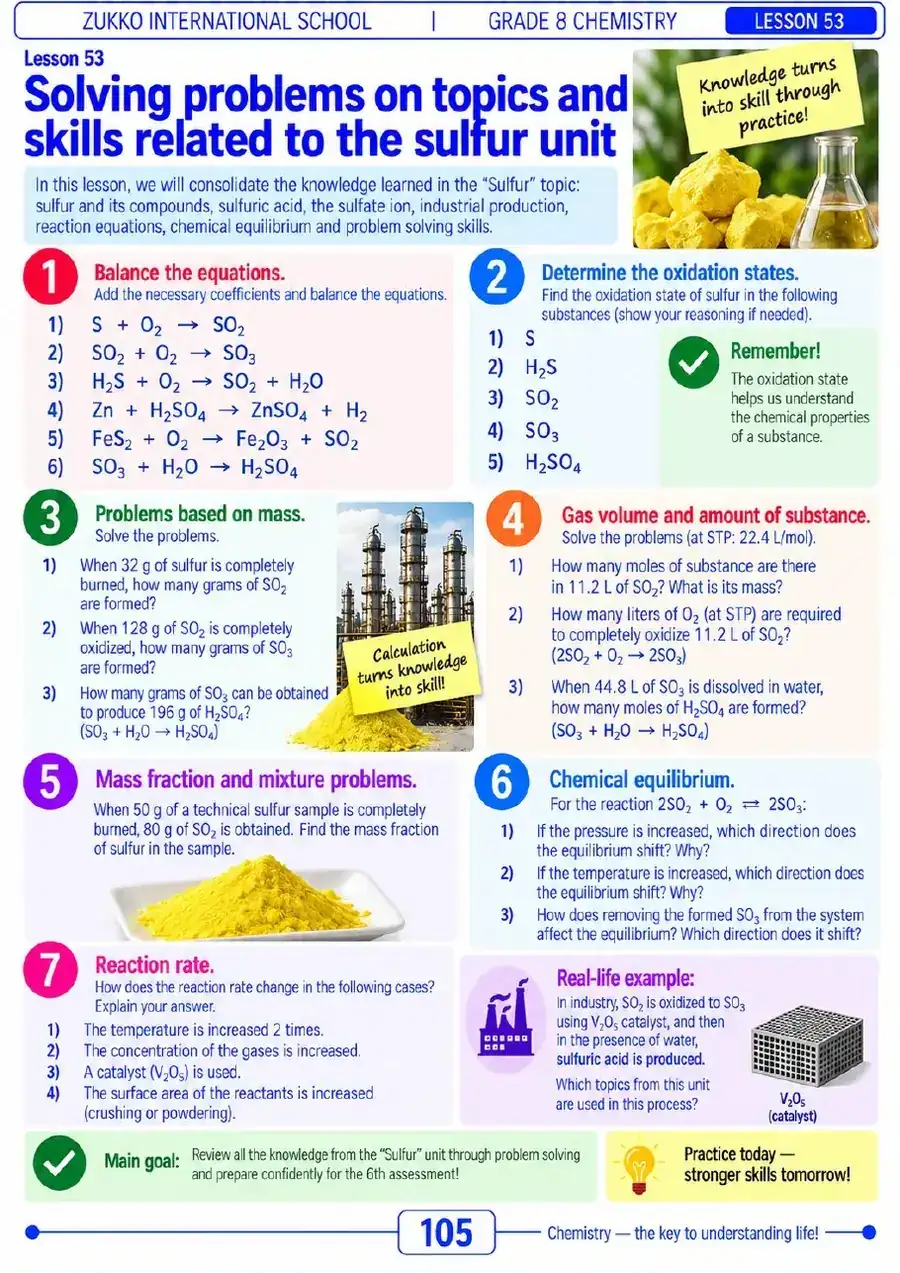 ZUKKO INTERNATIONAL SCHOOL | GRADE 8 CHEMISTRY LESSON 53
Lesson 53
Solving problems on topics and
skills related to the sulfur unit
Knowledge turns
into skill through
practice!
In this lesson, we will consolidate the knowledge learned in the “Sulfur” topic:
sulfur and its compounds, sulfuric acid, the sulfate ion, industrial production,
reaction equations, chemical equilibrium and problem solving skills.
1 Balance the equations.
Add the necessary coefficients and balance the equations.
1) S + O₂ → SO₂
2) SO₂ + O₂ → SO₃
3) H₂S + O₂ → SO₂ + H₂O
4) Zn + H₂SO₄ → ZnSO₄ + H₂
5) FeS₂ + O₂ → Fe₂O₃ + SO₂
6) SO₃ + H₂O → H₂SO₄
2 Determine the oxidation states.
Find the oxidation state of sulfur in the following
substances (show your reasoning if needed).
1) S
2) H₂S
3) SO₂
4) SO₃
5) H₂SO₄
Remember!
The oxidation state
helps us understand
the chemical properties
of a substance.
3 Problems based on mass.
Solve the problems.
1) When 32 g of sulfur is completely
burned, how many grams of SO₂
are formed?
2) When 128 g of SO₂ is completely
oxidized, how many grams of SO₃
are formed?
3) How many grams of SO₃ can be obtained
to produce 196 g of H₂SO₄?
(SO₃ + H₂O → H₂SO₄)
Calculation
turns knowledge
into skill!
4 Gas volume and amount of substance.
Solve the problems (at STP: 22.4 L/mol).
1) How many moles of substance are there
in 11.2 L of SO₂? What is its mass?
2) How many liters of O₂ (at STP) are required
to completely oxidize 11.2 L of SO₂?
(2SO₂ + O₂ → 2SO₃)
3) When 44.8 L of SO₃ is dissolved in water,
how many moles of H₂SO₄ are formed?
(SO₃ + H₂O → H₂SO₄)
5 Mass fraction and mixture problems.
When 50 g of a technical sulfur sample is completely
burned, 80 g of SO₂ is obtained. Find the mass fraction
of sulfur in the sample.
6 Chemical equilibrium.
For the reaction 2SO₂ + O₂ ⇌ 2SO₃:
1) If the pressure is increased, which direction does
the equilibrium shift? Why?
2) If the temperature is increased, which direction does
the equilibrium shift? Why?
3) How does removing the formed SO₃ from the system
affect the equilibrium? Which direction does it shift?
7 Reaction rate.
How does the reaction rate change in the following cases?
Explain your answer.
1) The temperature is increased 2 times.
2) The concentration of the gases is increased.
3) A catalyst (V₂O₅) is used.
4) The surface area of the reactants is increased
(crushing or powdering).
Real-life example:
In industry, SO₂ is oxidized to SO₃
using V₂O₅ catalyst, and then
in the presence of water,
sulfuric acid is produced.
Which topics from this unit
are used in this process?
V₂O₅
(catalyst)
Main goal: Review all the knowledge from the “Sulfur” unit through problem solving
and prepare confidently for the 6th assessment!
Practice today —
stronger skills tomorrow!
105
Chemistry — the key to understanding life!